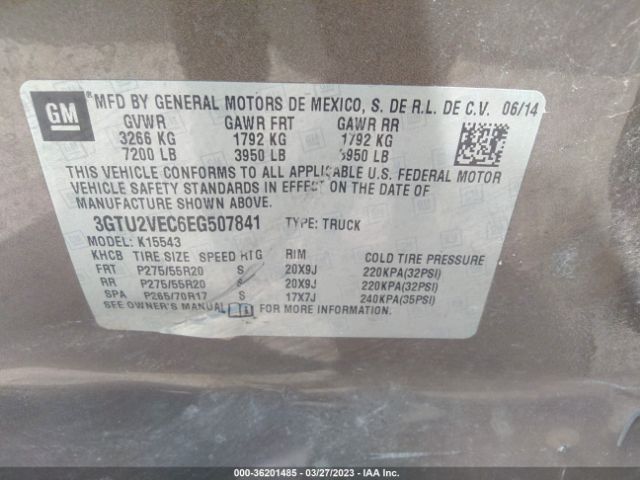 GM
MFD BY GENERAL MOTORS DE MEXICO, S. DE R.L. DE C.V. 06/14
GVWR GAWR FRT GAWR RR
3266 KG 1792 KG 1792 KG
7200 LB 3950 LB 3950 LB
THIS VEHICLE CONFORMS TO ALL APPLICABLE U.S. FEDERAL MOTOR
VEHICLE SAFETY STANDARDS IN EFFECT ON THE DATE OF
MANUFACTURE SHOWN ABOVE.
3GTU2VEC6EG507841 TYPE: TRUCK
MODEL: K15543
KHCB TIRE SIZE SPEED RTG RIM COLD TIRE PRESSURE
FRT P275/55R20 S 20X9J 220KPA(32PSI)
RR P275/55R20 S 20X9J 220KPA(32PSI)
SPA P265/70R17 S 17X7J 240KPA(35PSI)
SEE OWNER'S MANUAL FOR MORE INFORMATION.
000-36201485 - 03/27/2023 - IAA Inc.